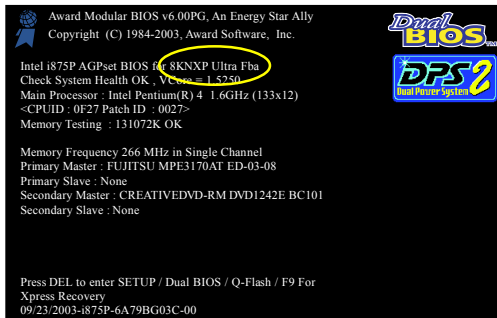 Award Modular BIOS v6.00PG, An Energy Star Ally
Copyright (C) 1984-2003, Award Software, Inc.
Dual
BIOS
Intel i875P AGPset BIOS for 8KNXP Ultra Fba
Check System Health OK , VCore = 1.5250
DPS2
Dual Power System
Main Processor : Intel Pentium(R) 4 1.6GHz (133x12)
<CPUID : 0F27 Patch ID : 0027>
Memory Testing : 131072K OK
Memory Frequency 266 MHz in Single Channel
Primary Master : FUJITSU MPE3170AT ED-03-08
Primary Slave : None
Secondary Master : CREATIVEDVD-RM DVD1242E BC101
Secondary Slave : None
Press DEL to enter SETUP / Dual BIOS / Q-Flash / F9 For
Xpress Recovery
09/23/2003-i875P-6A79BG03C-00